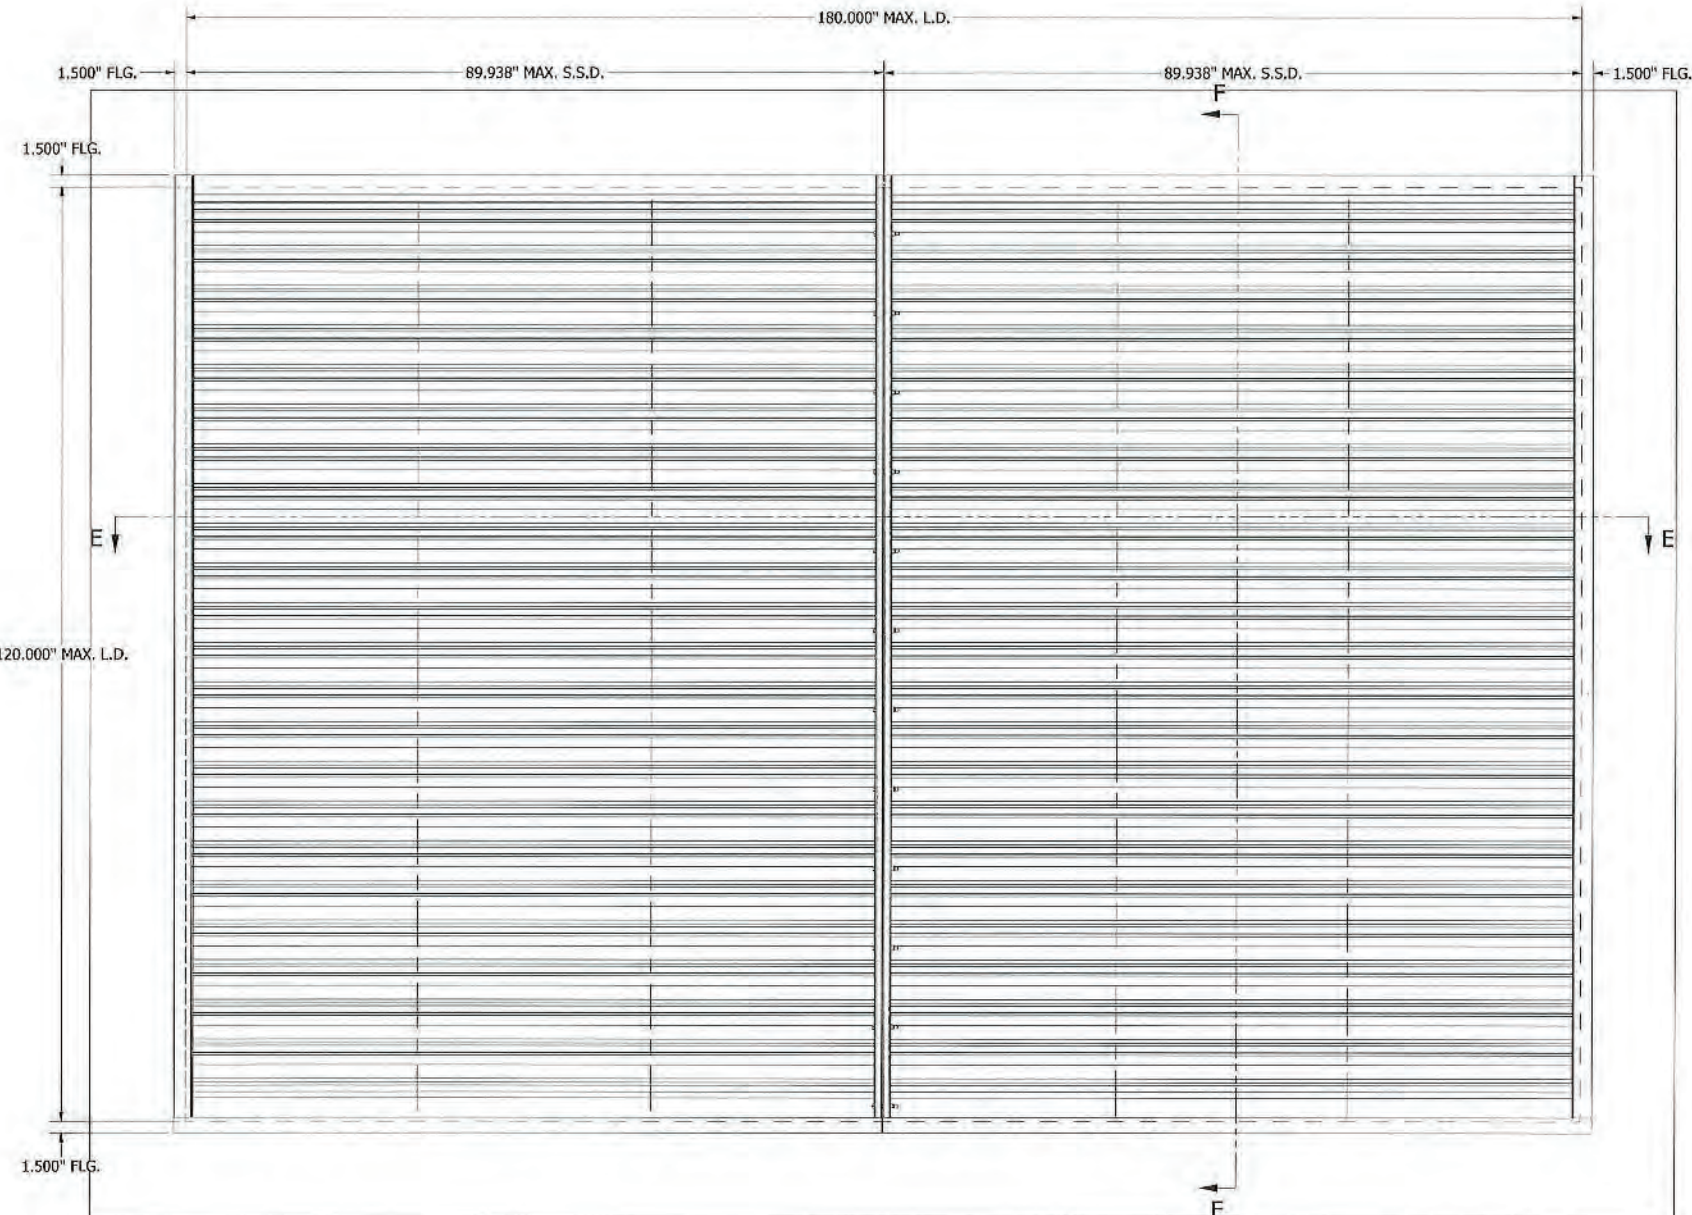 180.000" MAX. L.D.
1.500" FLG.
89.938" MAX. S.S.D.
89.938" MAX. S.S.D.
1.500" FLG.
F
1.500" FLG.
E
E
120.000" MAX. L.D.
1.500" FLG.
F